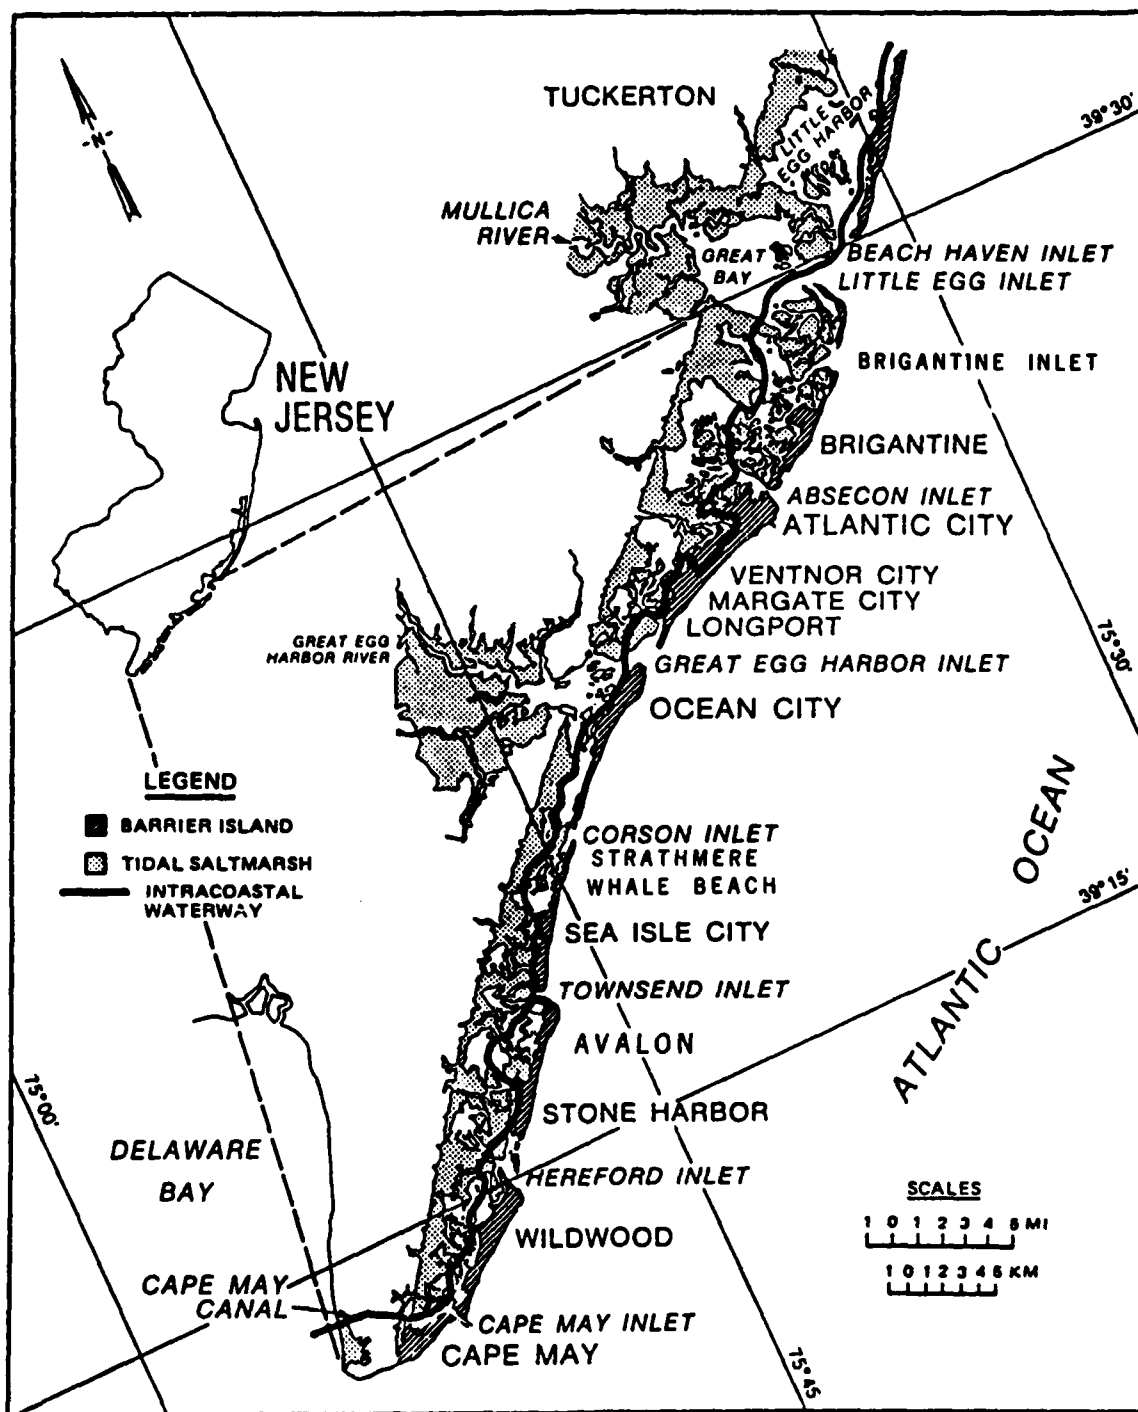 TUCKERTON
LITTLE
EGG HARBOR
39°30'
-N-
MULLICA
RIVER
GREAT
BAY
BEACH HAVEN INLET
LITTLE EGG INLET
BRIGANTINE INLET
NEW
JERSEY
BRIGANTINE
ABSECON INLET
ATLANTIC CITY
VENTNOR CITY
MARGATE CITY
LONGPORT
GREAT EGG
HARBOR RIVER
GREAT EGG HARBOR INLET
75°30'
OCEAN CITY
LEGEND
BARRIER ISLAND
TIDAL SALTMARSH
INTRACOASTAL
WATERWAY
CORSON INLET
STRATHMERE
WHALE BEACH
SEA ISLE CITY
ATLANTIC OCEAN
39°15'
TOWNSEND INLET
AVALON
75°00'
STONE HARBOR
DELAWARE
BAY
HEREFORD INLET
SCALES
1 0 1 2 3 4 5 MI
1 0 1 2 3 4 5 KM
WILDWOOD
CAPE MAY
CANAL
CAPE MAY INLET
CAPE MAY
75°45